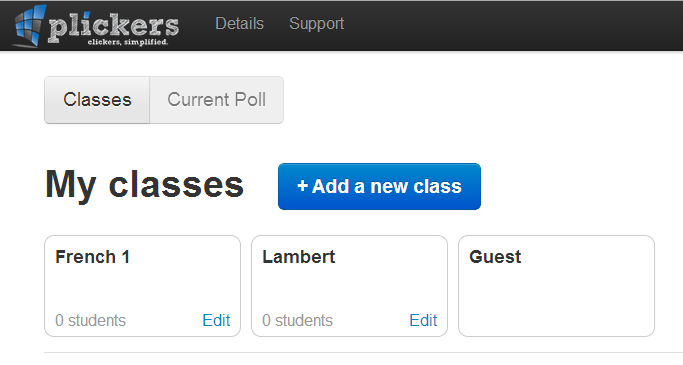 plickers Details Support
clickers, simplified.
Classes Current Poll
My classes + Add a new class
French 1 Lambert Guest
0 students Edit 0 students Edit